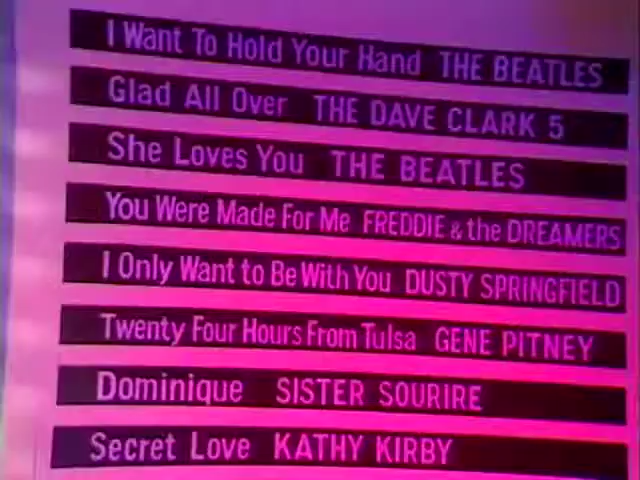 I Want To Hold Your Hand THE BEATLES
Glad All Over THE DAVE CLARK 5
She Loves You THE BEATLES
You Were Made For Me FREDDIE & the DREAMERS
I Only Want to Be With You DUSTY SPRINGFIELD
Twenty Four Hours From Tulsa GENE PITNEY
Dominique SISTER SOURIRE
Secret Love KATHY KIRBY